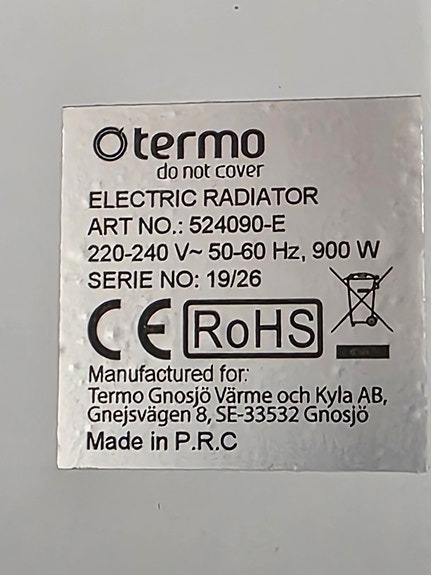 termo
do not cover
ELECTRIC RADIATOR
ART NO.: 524090-E
220-240 V~ 50-60 Hz, 900 W
SERIE NO: 19/26
CE RoHS
Manufactured for:
Termo Gnosjö Värme och Kyla AB,
Gnejsvägen 8, SE-33532 Gnosjö
Made in P.R.C